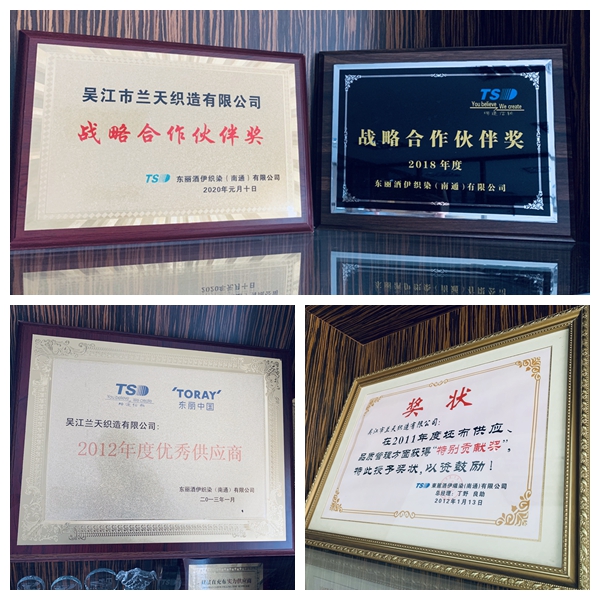 吴江市兰天织造有限公司
战略合作伙伴奖
TSD 东丽酒伊织染（南通）有限公司
2020年元月十日
TSD
You believe, We create
战略合作伙伴奖
2018年度
东丽酒伊织染（南通）有限公司
TSD
'TORAY'
东丽中国
吴江兰天织造有限公司:
2012年度优秀供应商
东丽酒伊织染（南通）有限公司
二〇一三年一月
奖状
吴江市兰天织造有限公司:
在2011年度坯布供应、
品质管理方面获得“特别贡献奖”,
特此授予奖状,以资鼓励！
TSD 东丽酒伊織染(南通)有限公司
总经理: 丁野 良助
2012年1月13日